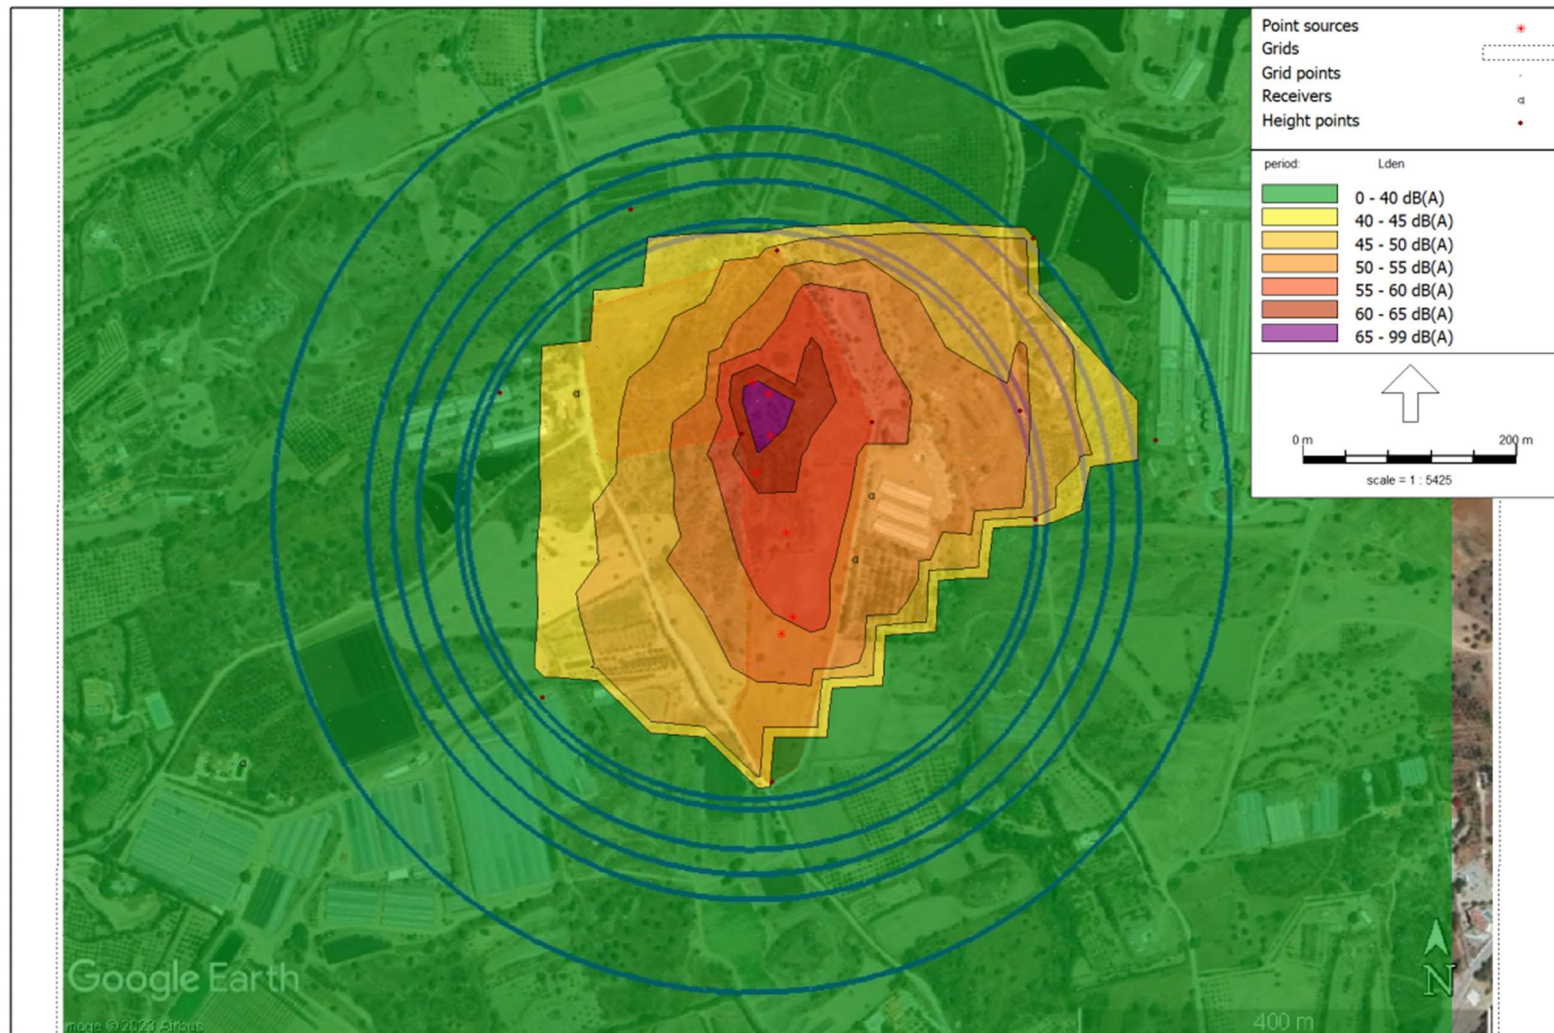 Point sources
Grids
Grid points
Receivers
Height points
period: Lden
0 - 40 dB(A)
40 - 45 dB(A)
45 - 50 dB(A)
50 - 55 dB(A)
55 - 60 dB(A)
60 - 65 dB(A)
65 - 99 dB(A)
0 m 200 m
scale = 1 : 5425
N
Google Earth
400 m